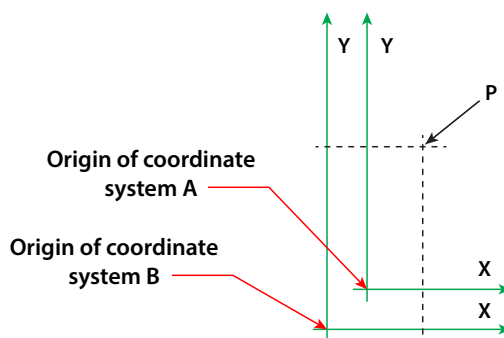 Y
Y
P
Origin of coordinate
system A
Origin of coordinate
system B
X
X